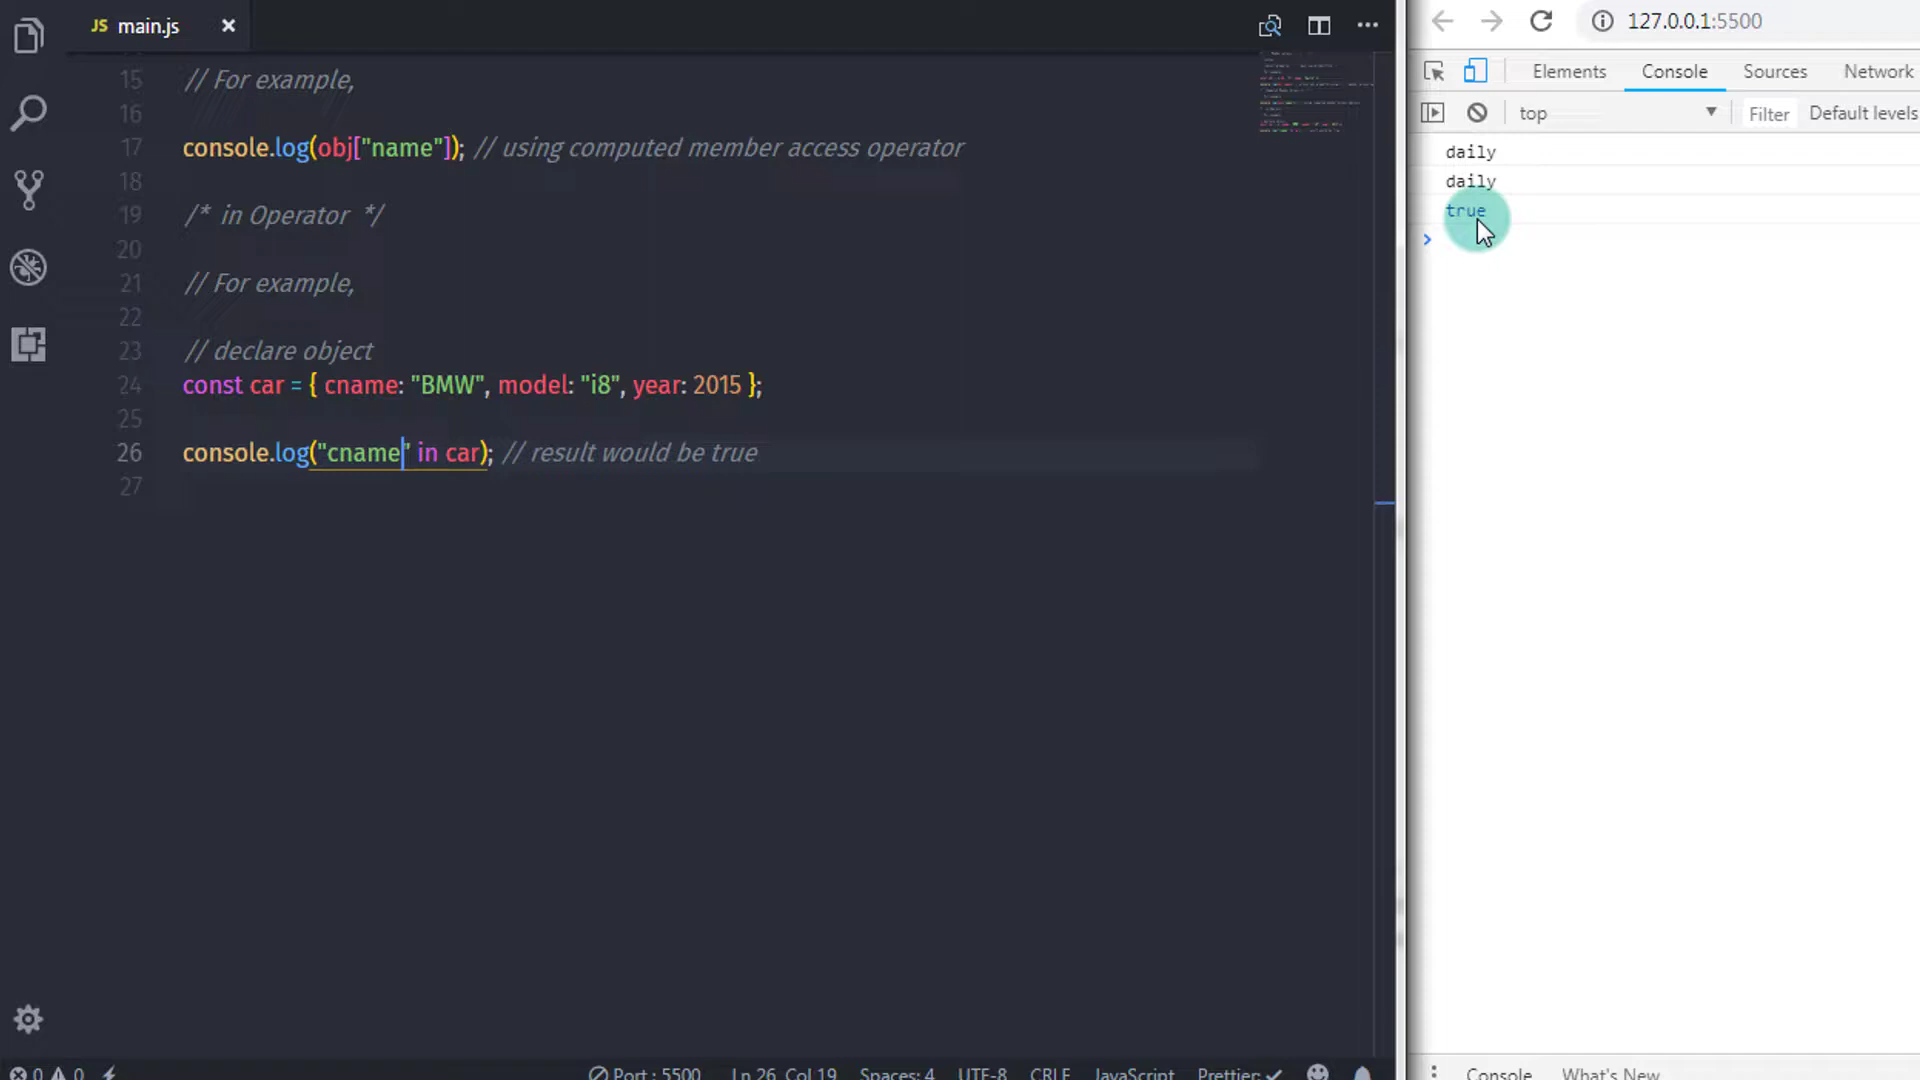 JS main.js
15 // For example,
16
17 console.log(obj["name"]); // using computed member access operator
18
19 /* in Operator */
20
21 // For example,
22
23 // declare object
24 const car = { cname: "BMW", model: "i8", year: 2015 };
25
26 console.log("cname" in car); // result would be true
27
0 0 Port : 5500 Ln 26, Col 19 Spaces: 4 UTF-8 CRLF JavaScript Prettier:
127.0.0.1:5500
Elements Console Sources Network
top Filter Default levels
daily
daily
true
Console What's New